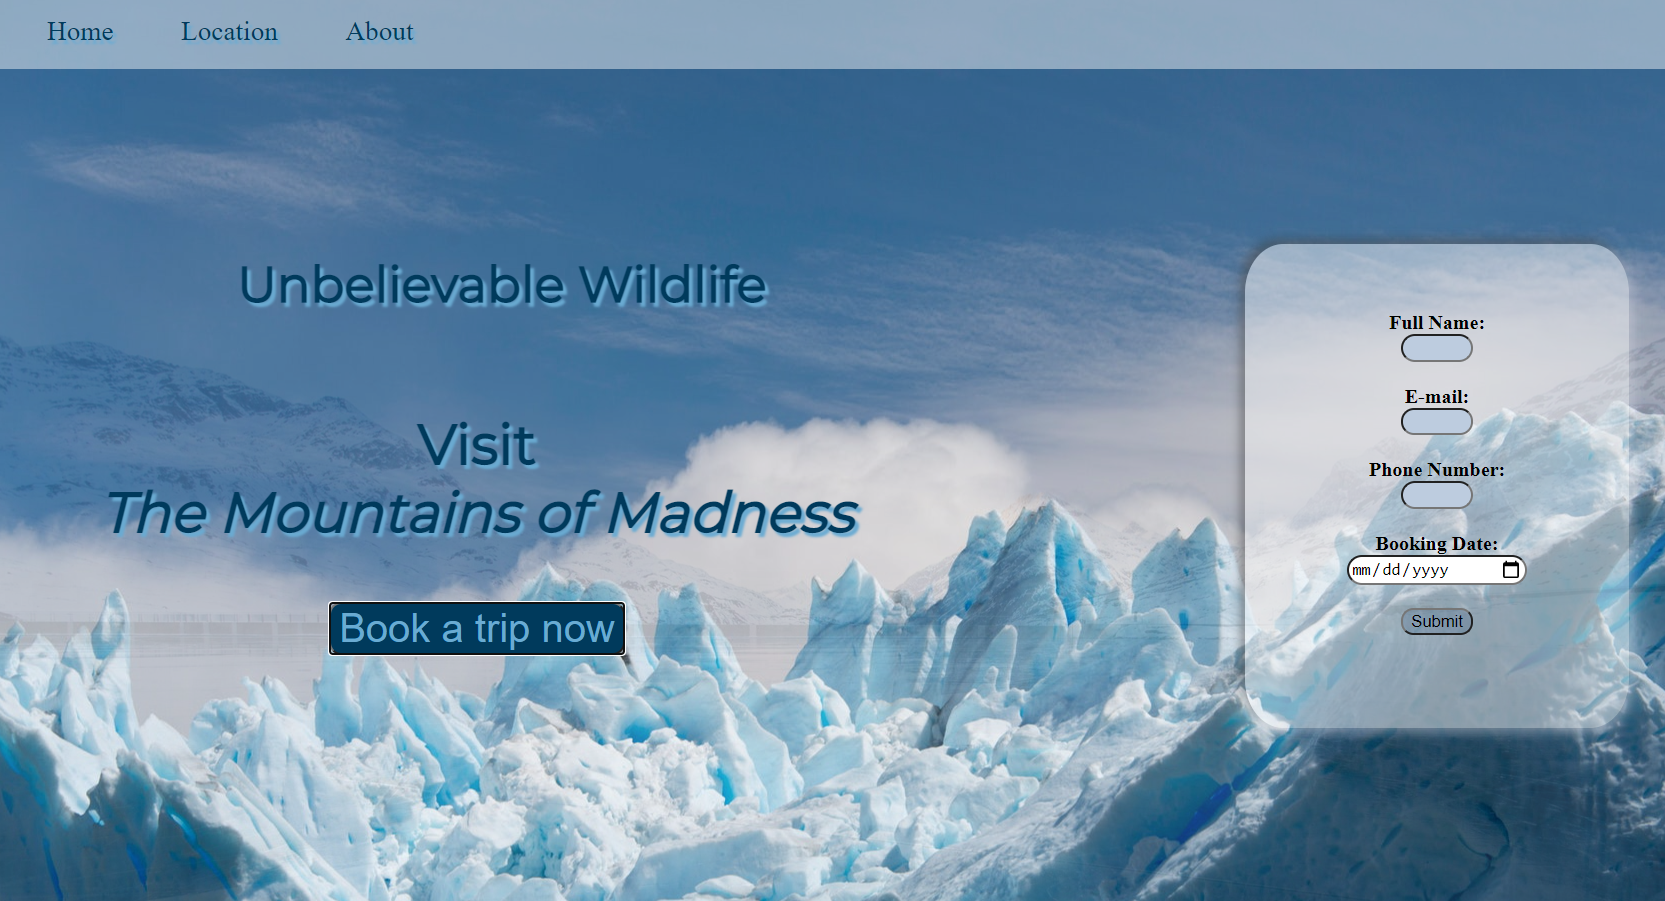 Home Location About
Unbelievable Wildlife
Visit
The Mountains of Madness
Book a trip now
Full Name:
E-mail:
Phone Number:
Booking Date:
mm/dd/yyyy
Submit